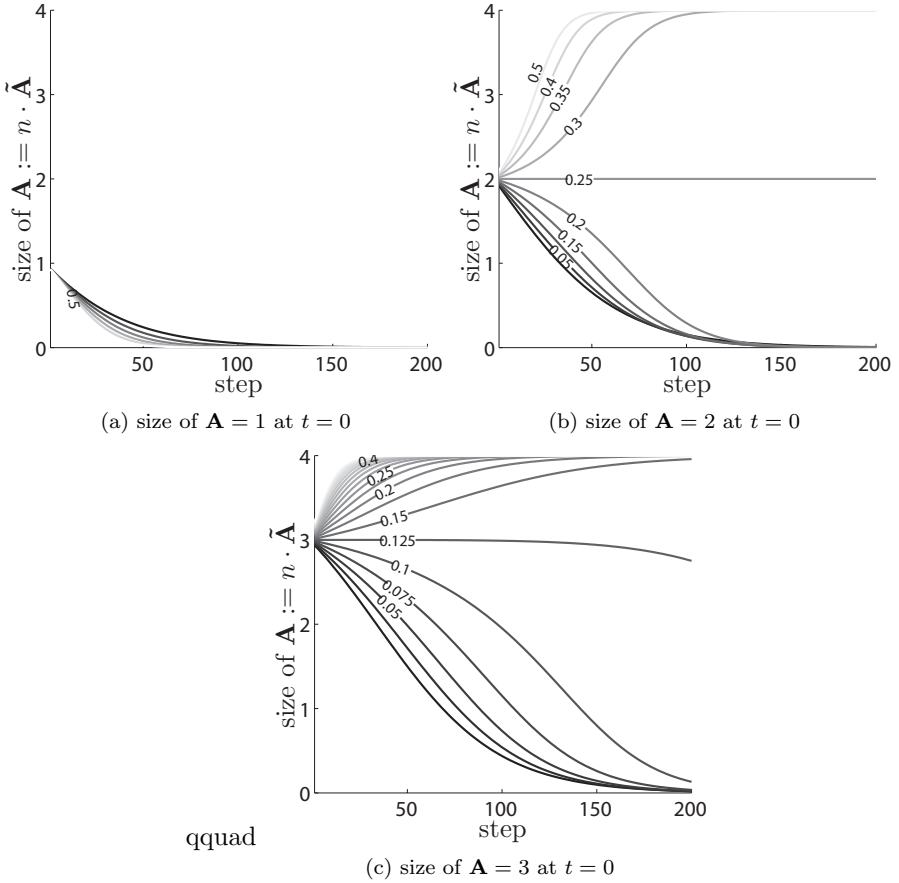 4
3
2
1
0
size of A := n · Ã
0.5
50 100 150 200
step
(a) size of A = 1 at t = 0
4
3
2
1
0
size of A := n · Ã
0.5
0.4
0.35
0.3
0.25
0.2
0.15
0.05
50 100 150 200
step
(b) size of A = 2 at t = 0
4
3
2
1
0
size of A := n · Ã
0.4
0.25
0.2
0.15
0.125
0.1
0.075
0.05
50 100 150 200
step
qquad
(c) size of A = 3 at t = 0